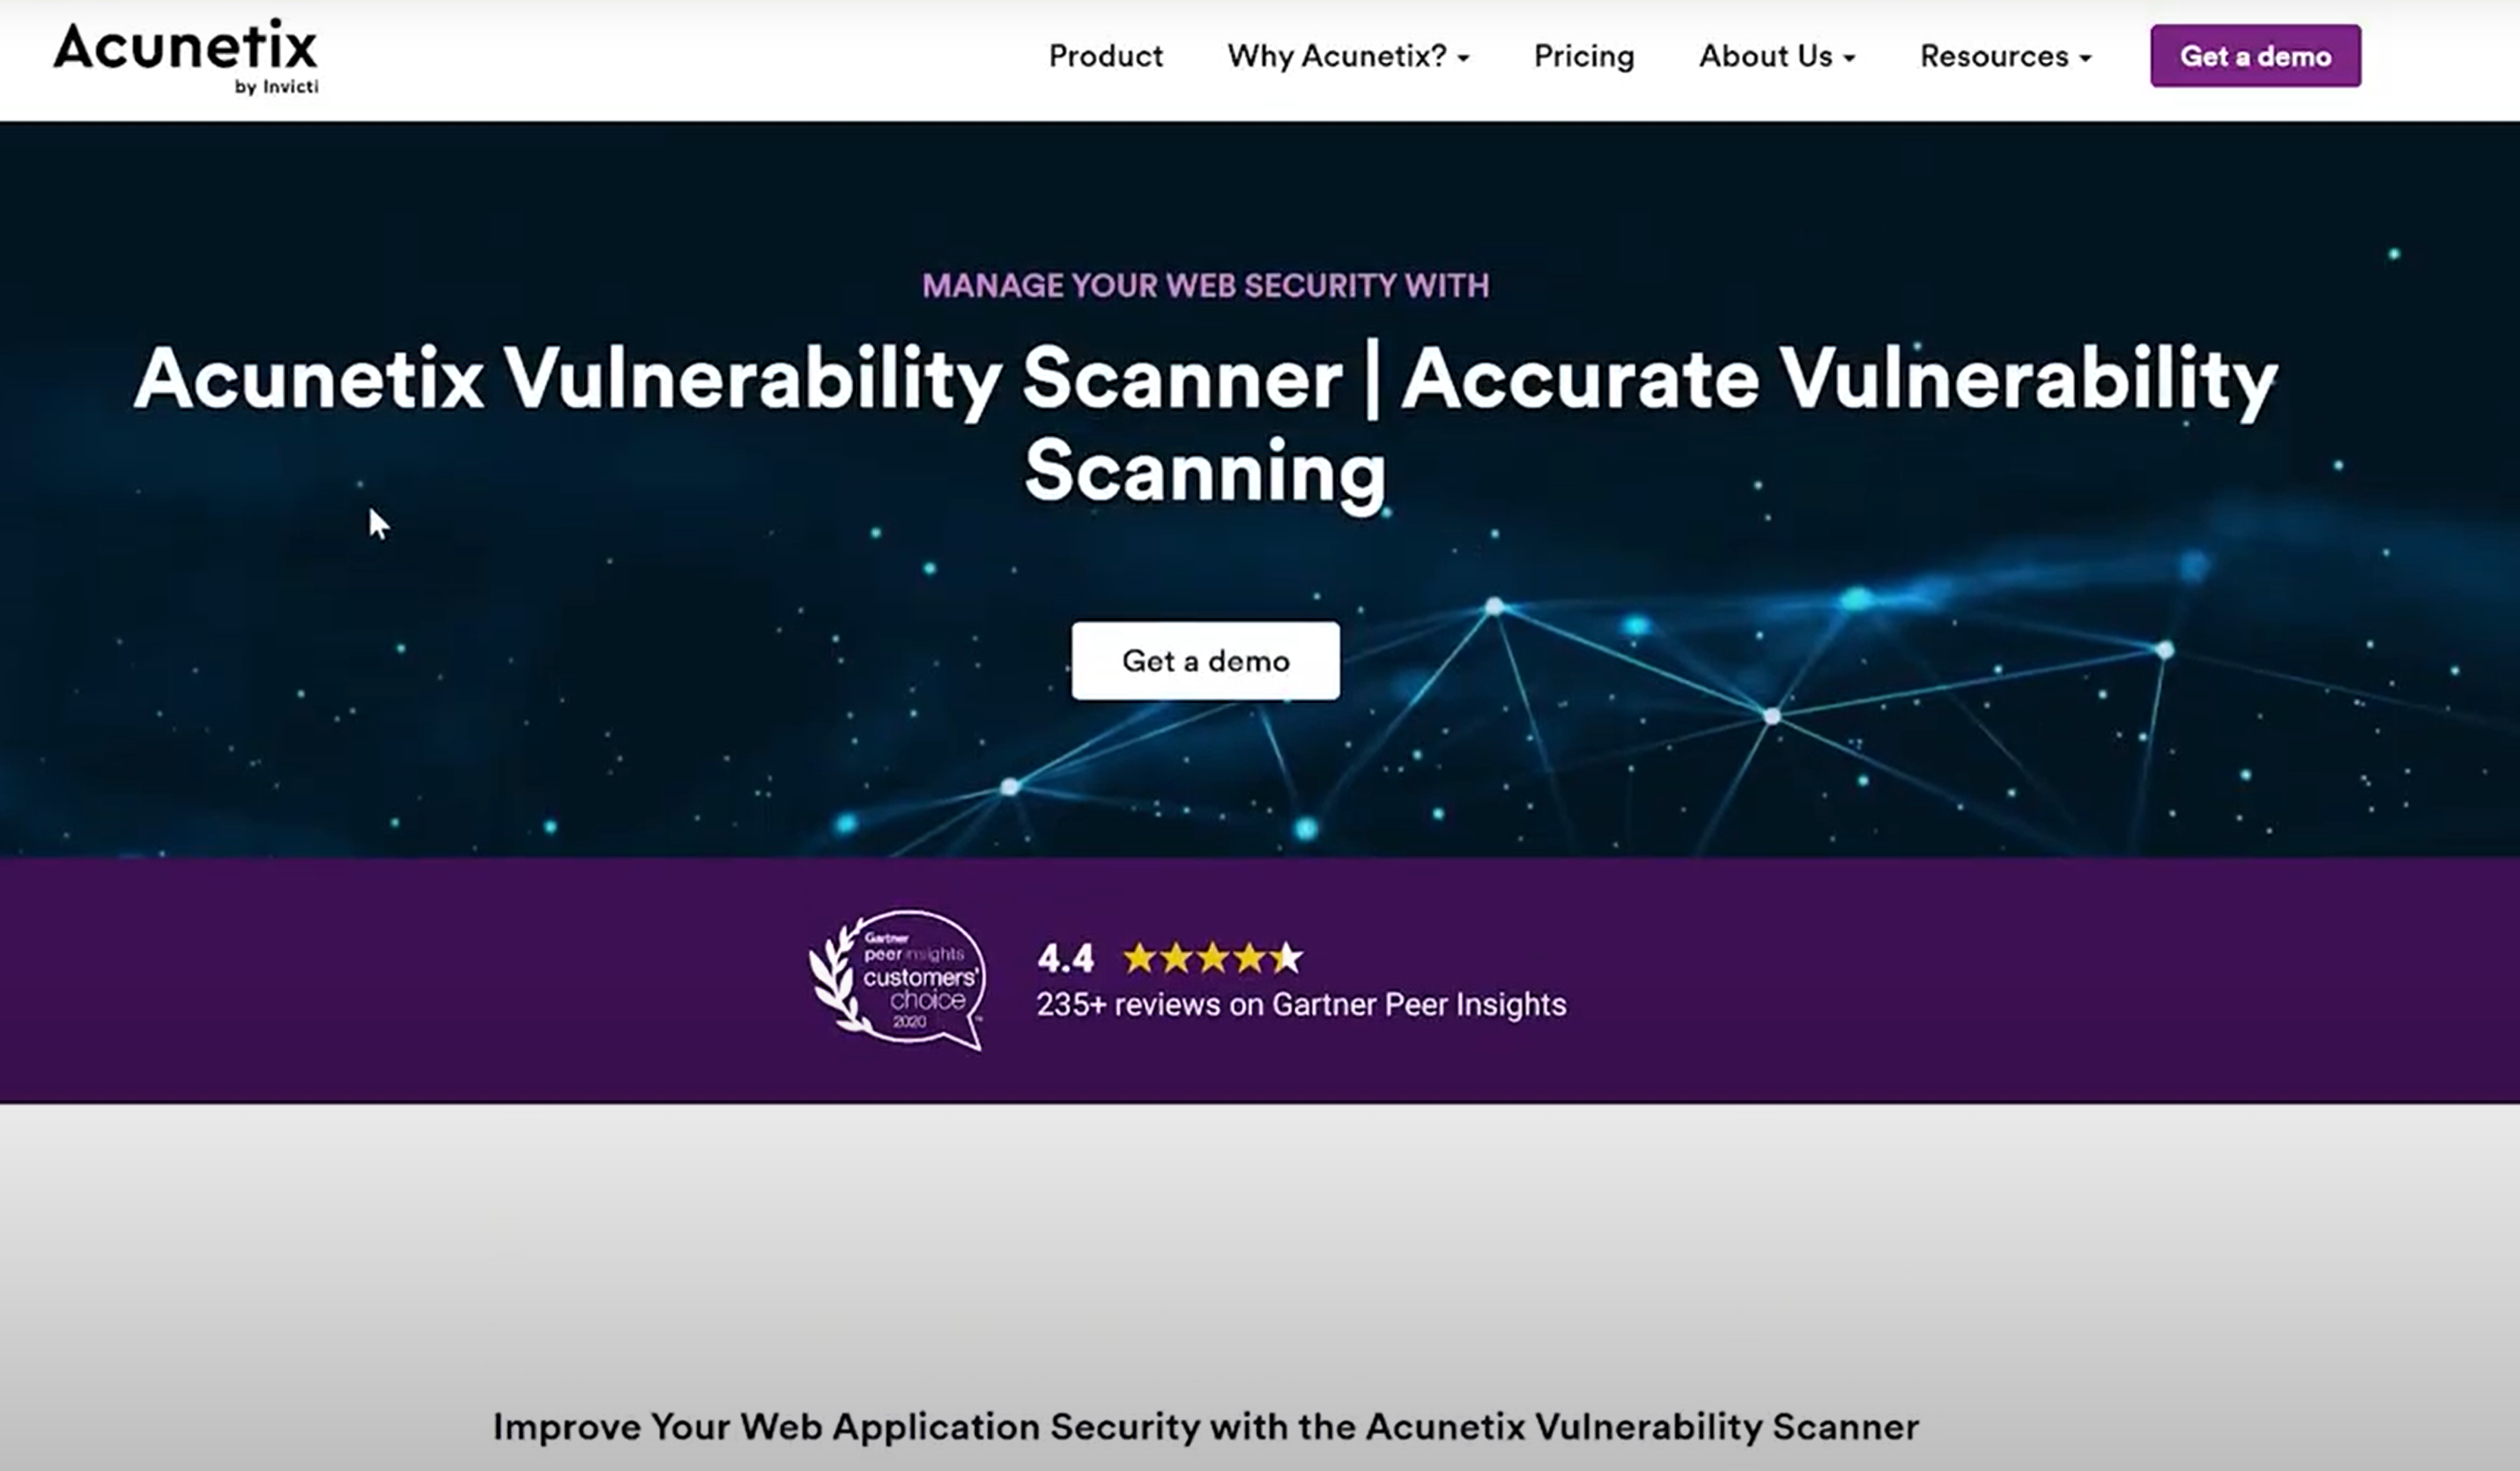 Acunetix
by Invicti
Product
Why Acunetix?
Pricing
About Us
Resources
Get a demo
MANAGE YOUR WEB SECURITY WITH
Acunetix Vulnerability Scanner | Accurate Vulnerability
Scanning
Get a demo
Gartner
peer insights
customers'
choice
2020
4.4
235+ reviews on Gartner Peer Insights
Improve Your Web Application Security with the Acunetix Vulnerability Scanner